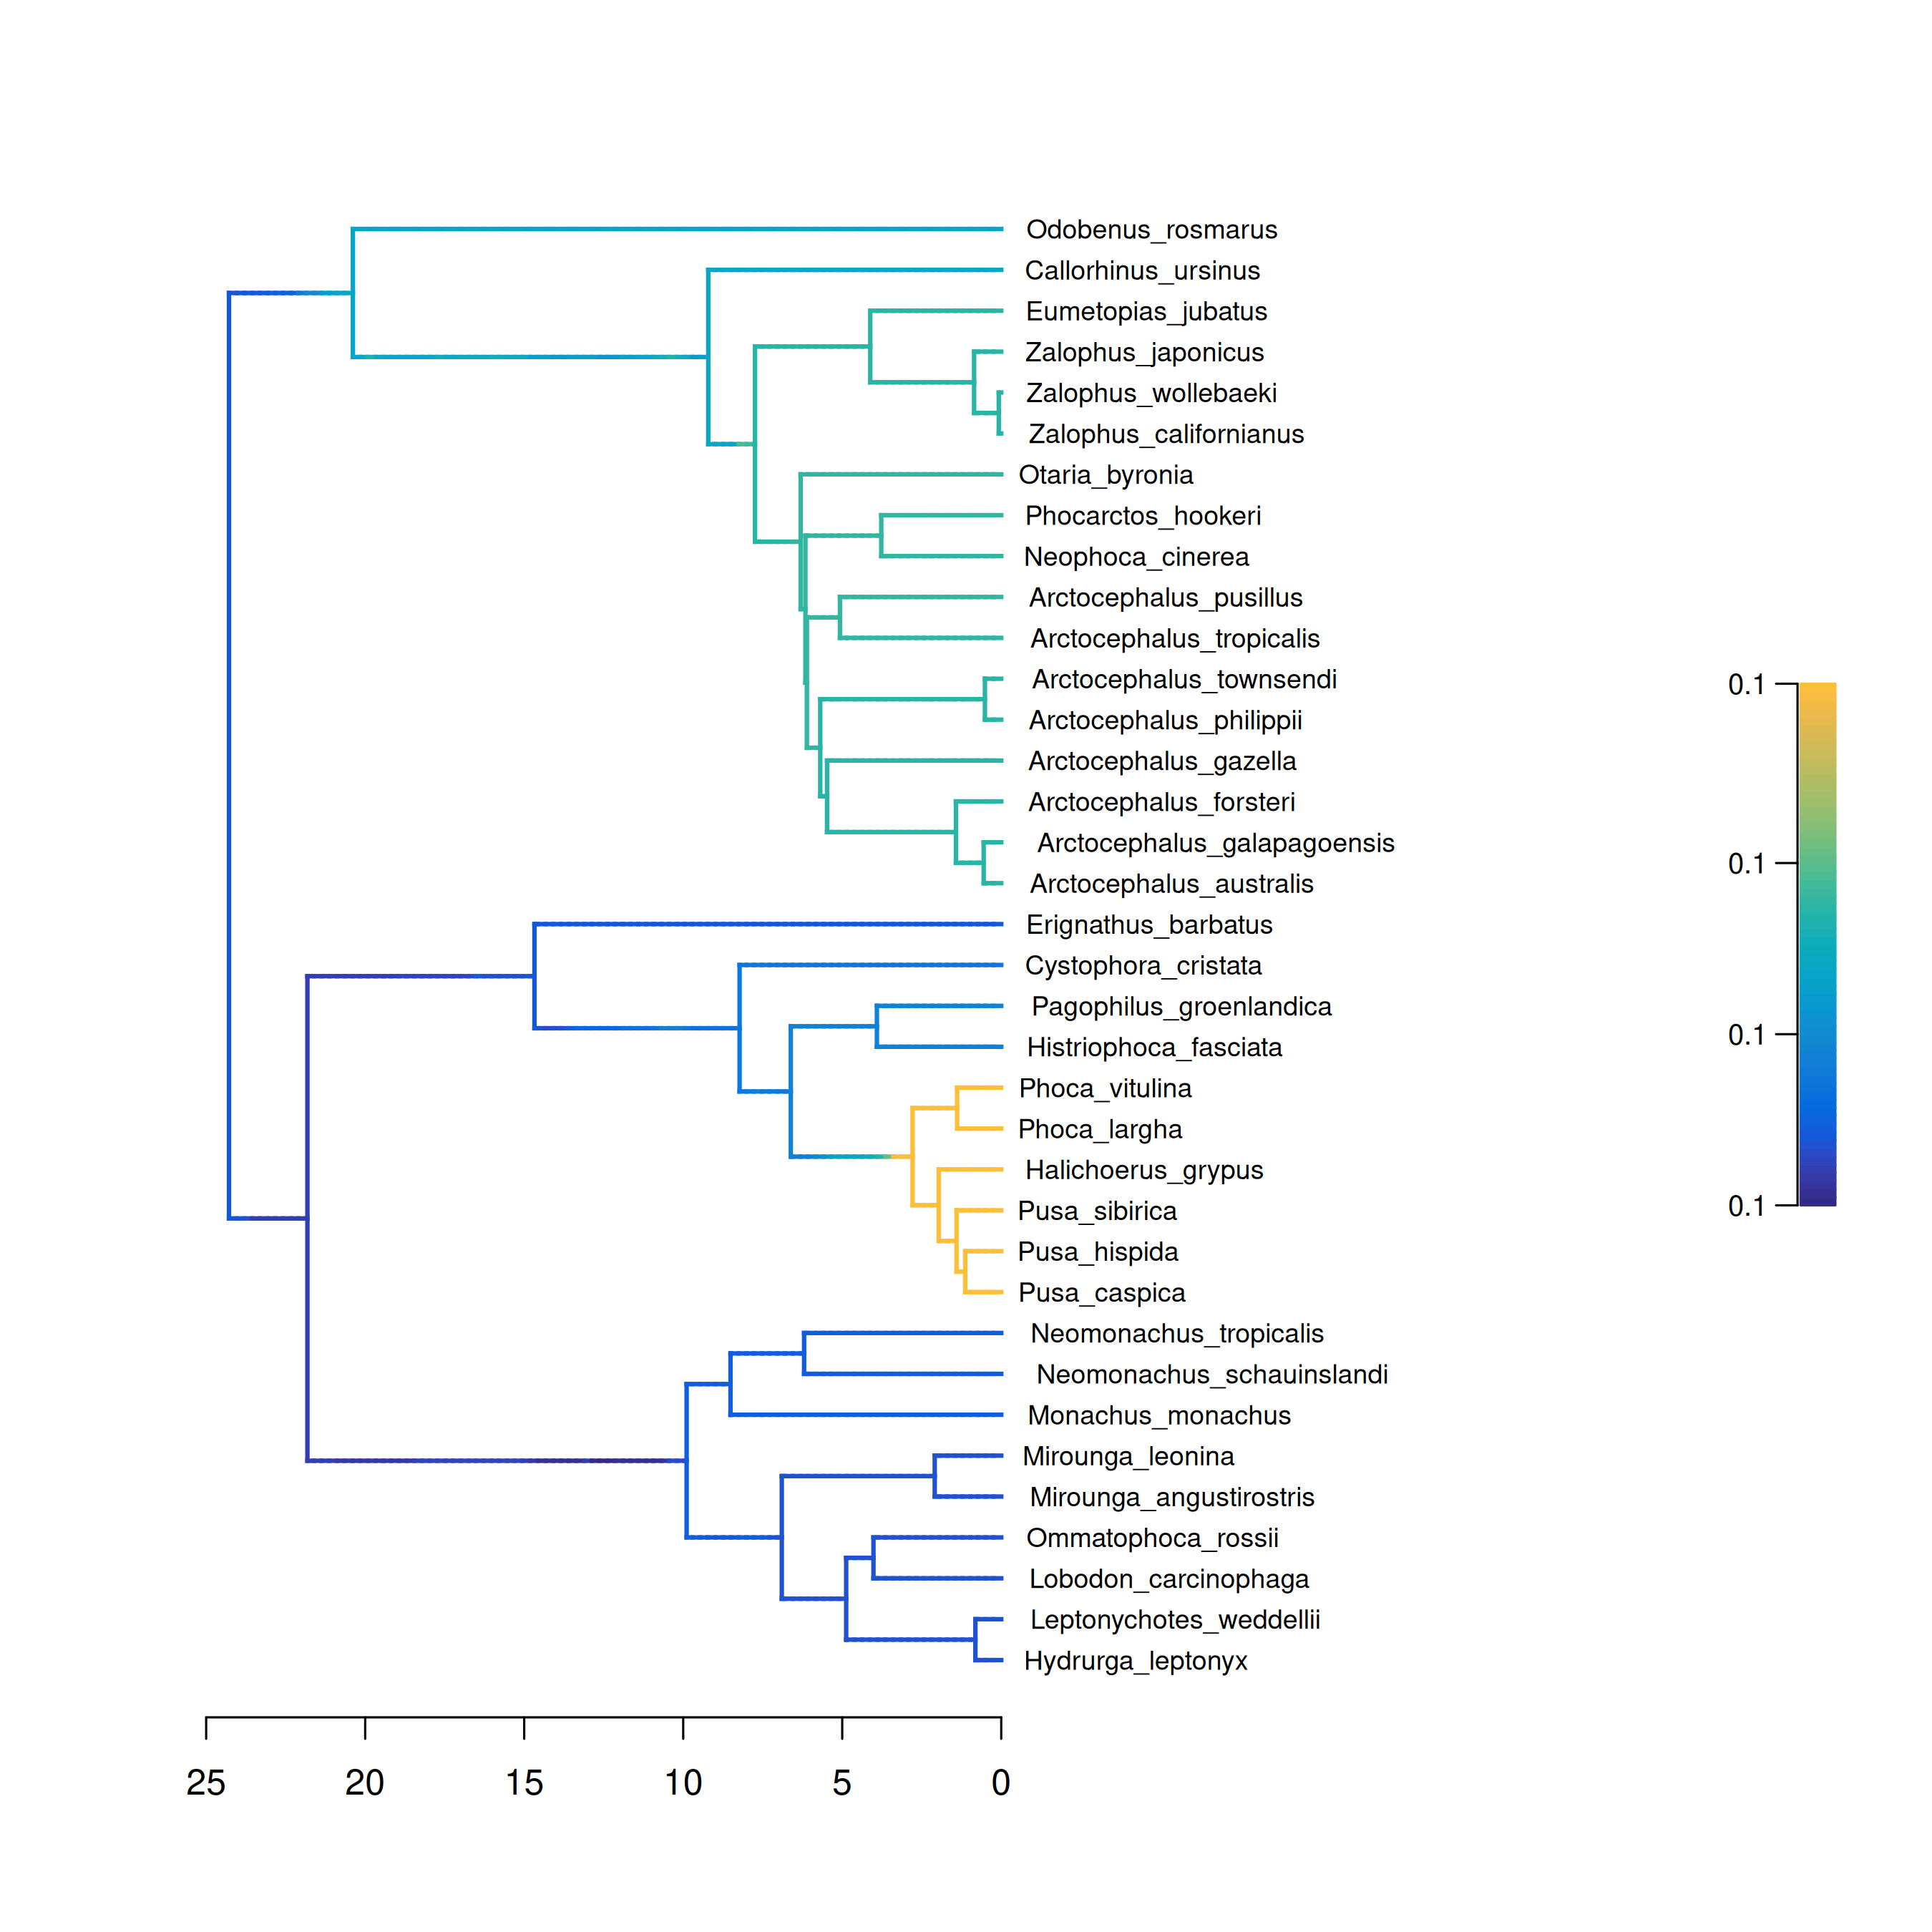 Odobenus_rosmarus
Callorhinus_ursinus
Eumetopias_jubatus
Zalophus_japonicus
Zalophus_wollebaeki
Zalophus_californianus
Otaria_byronia
Phocarctos_hookeri
Neophoca_cinerea
Arctocephalus_pusillus
Arctocephalus_tropicalis
Arctocephalus_townsendi
Arctocephalus_philippii
Arctocephalus_gazella
Arctocephalus_forsteri
Arctocephalus_galapagoensis
Arctocephalus_australis
Erignathus_barbatus
Cystophora_cristata
Pagophilus_groenlandica
Histriophoca_fasciata
Phoca_vitulina
Phoca_largha
Halichoerus_grypus
Pusa_sibirica
Pusa_hispida
Pusa_caspica
Neomonachus_tropicalis
Neomonachus_schauinslandi
Monachus_monachus
Mirounga_leonina
Mirounga_angustirostris
Ommatophoca_rossii
Lobodon_carcinophaga
Leptonychotes_weddellii
Hydrurga_leptonyx
25 20 15 10 5 0
0.1
0.1
0.1
0.1